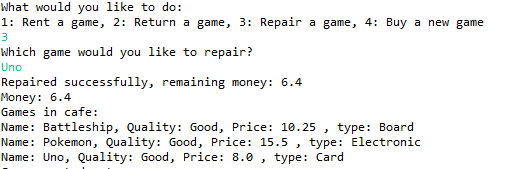 What would you like to do:
1: Rent a game, 2: Return a game, 3: Repair a game, 4: Buy a new game
3
Which game would you like to repair?
Uno
Repaired successfully, remaining money: 6.4
Money: 6.4
Games in cafe:
Name: Battleship, Quality: Good, Price: 10.25 , type: Board
Name: Pokemon, Quality: Good, Price: 15.5 , type: Electronic
Name: Uno, Quality: Good, Price: 8.0 , type: Card